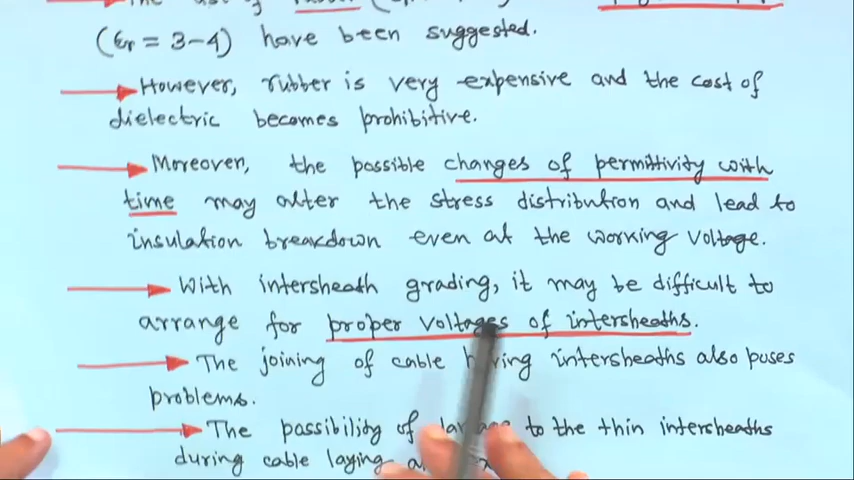 (εr = 3-4) have been suggested.
However, rubber is very expensive and the cost of
dielectric becomes prohibitive.
Moreover, the possible changes of permittivity with
time may alter the stress distribution and lead to
insulation breakdown even at the working voltage.
With intersheath grading, it may be difficult to
arrange for proper voltages of intersheaths.
The joining of cable having intersheaths also poses
problems.
The possibility of to the thin intersheaths
during cable laying